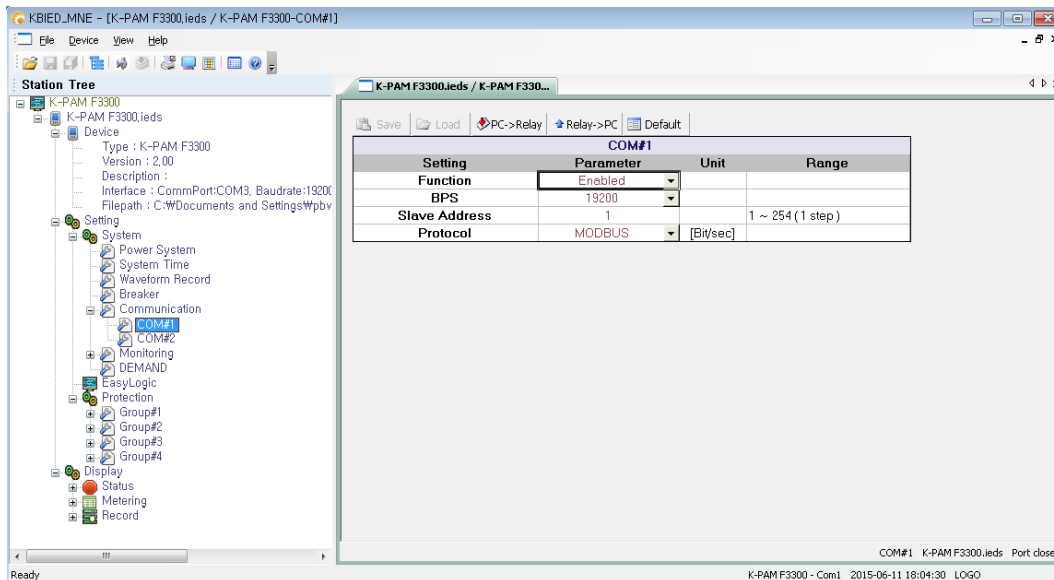 KBIED_MNE - [K-PAM F3300.ieds / K-PAM F3300-COM#1]
File Device View Help
Station Tree
K-PAM F3300
K-PAM F3300.ieds
Device
Type : K-PAM F3300
Version : 2.00
Description :
Interface : CommPort:COM3, Baudrate:19200
Filepath : C:₩Documents and Settings₩pbv
Setting
System
Power System
System Time
Waveform Record
Breaker
Communication
COM#1
COM#2
Monitoring
DEMAND
EasyLogic
Protection
Group#1
Group#2
Group#3
Group#4
Display
Status
Metering
Record
K-PAM F3300.ieds / K-PAM F330...
Save Load PC->Relay Relay->PC Default
COM#1
Setting Parameter Unit Range
Function Enabled
BPS 19200
Slave Address 1 1 ~ 254 ( 1 step )
Protocol MODBUS [Bit/sec]
COM#1 K-PAM F3300.ieds Port close
Ready K-PAM F3300 - Com1 2015-06-11 18:04:30 LOGO